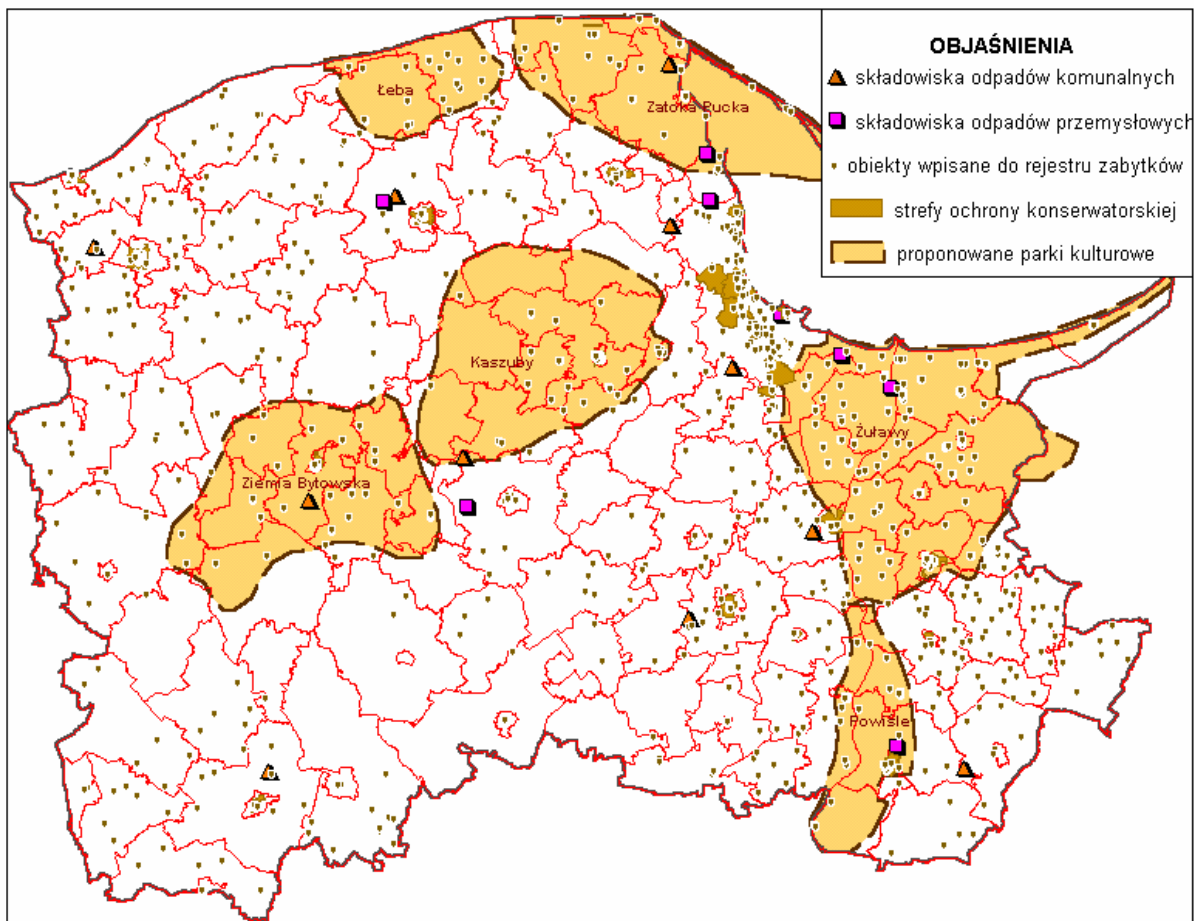 OBJAŚNIENIA
składowiska odpadów komunalnych
składowiska odpadów przemysłowych
obiekty wpisane do rejestru zabytków
strefy ochrony konserwatorskiej
proponowane parki kulturowe
Łeba
Zatoka Pucka
Kaszuby
Żuławy
Ziemia Bytowska
Powiśle